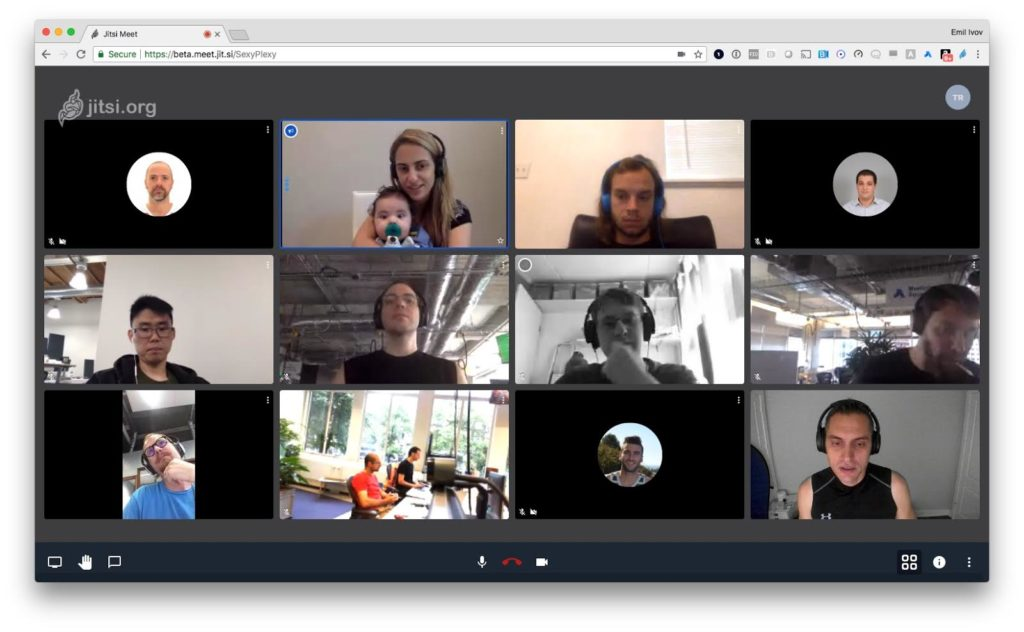 Jitsi Meet
Emil Ivov
Secure https://beta.meet.jit.si/SexyPlexy
jitsi.org
TR